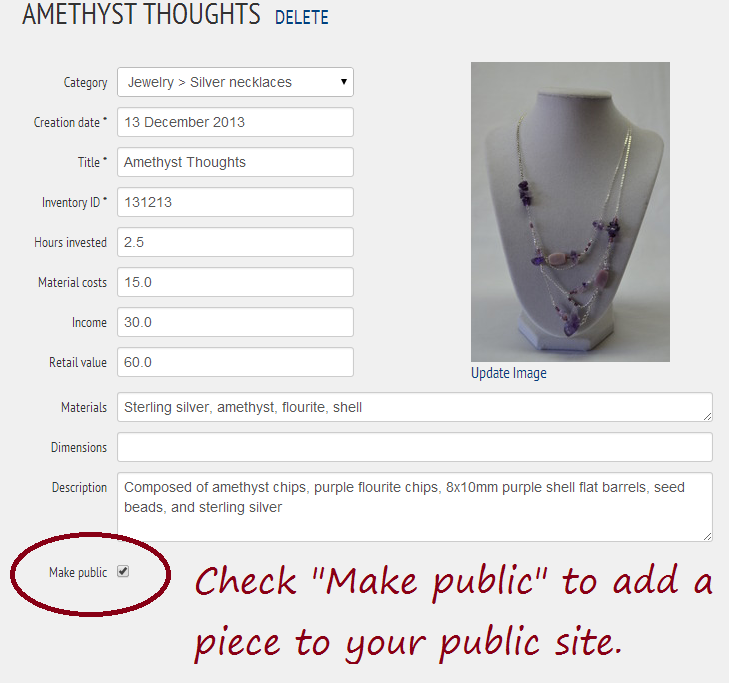 AMETHYST THOUGHTS DELETE
Category Jewelry > Silver necklaces
Creation date * 13 December 2013
Title * Amethyst Thoughts
Inventory ID * 131213
Hours invested 2.5
Material costs 15.0
Income 30.0
Retail value 60.0
Update Image
Materials Sterling silver, amethyst, flourite, shell
Dimensions
Description Composed of amethyst chips, purple flourite chips, 8x10mm purple shell flat barrels, seed
beads, and sterling silver
Make public
Check "Make public" to add a
piece to your public site.